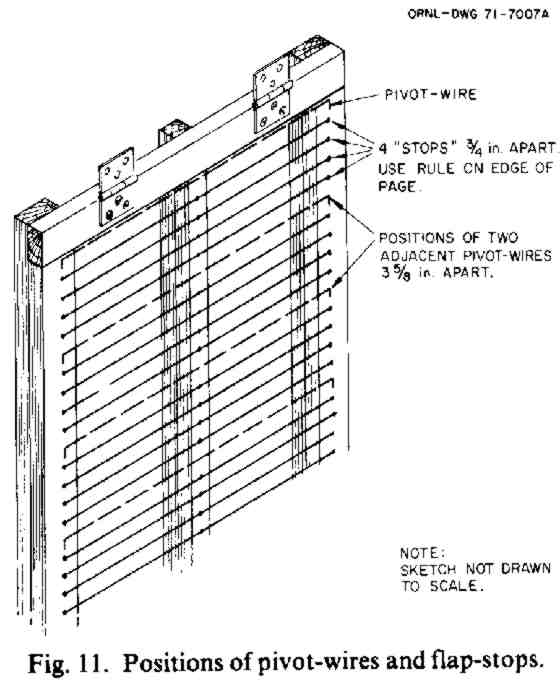 ORNL-DWG 71-7007A
PIVOT-WIRE
4 "STOPS" 3/4 in. APART.
USE RULE ON EDGE OF
PAGE.
POSITIONS OF TWO
ADJACENT PIVOT-WIRES
3 5/8 in. APART.
NOTE:
SKETCH NOT DRAWN
TO SCALE.
Fig. 11. Positions of pivot-wires and flap-stops.